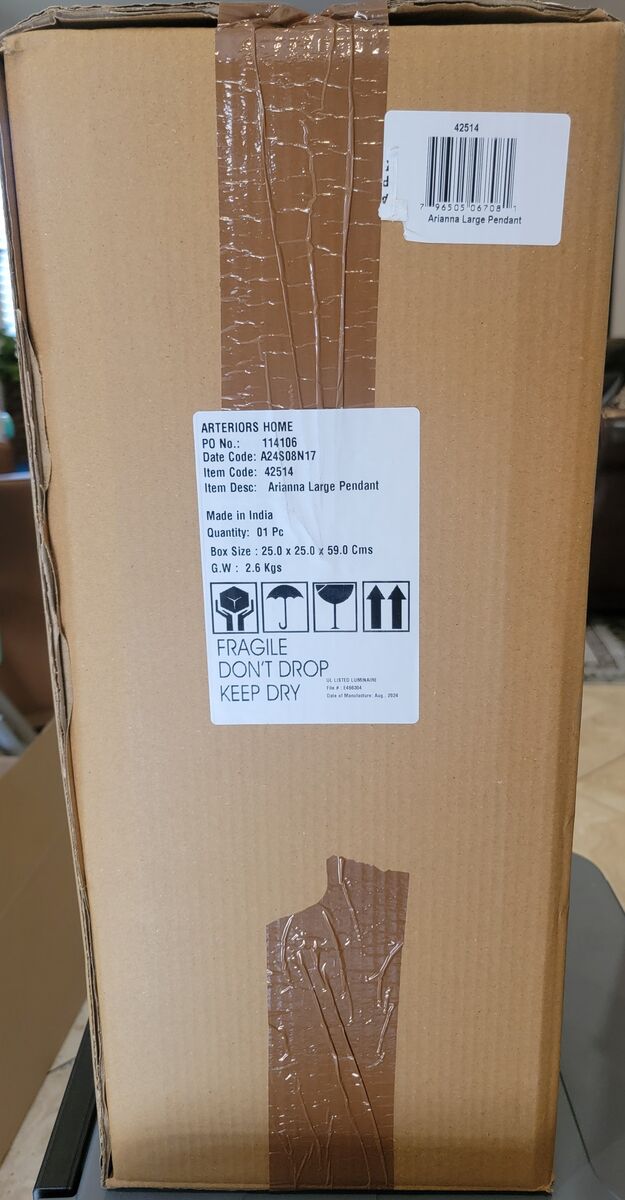 42514
7 96505 06708 1
Arianna Large Pendant
ARTERIORS HOME
PO No.: 114106
Date Code: A24S08N17
Item Code: 42514
Item Desc: Arianna Large Pendant
Made in India
Quantity: 01 Pc
Box Size : 25.0 x 25.0 x 59.0 Cms
G.W : 2.6 Kgs
FRAGILE
DON'T DROP
KEEP DRY
UL LISTED LUMINAIRE
File # : E466304
Date of Manufacture: Aug., 2024